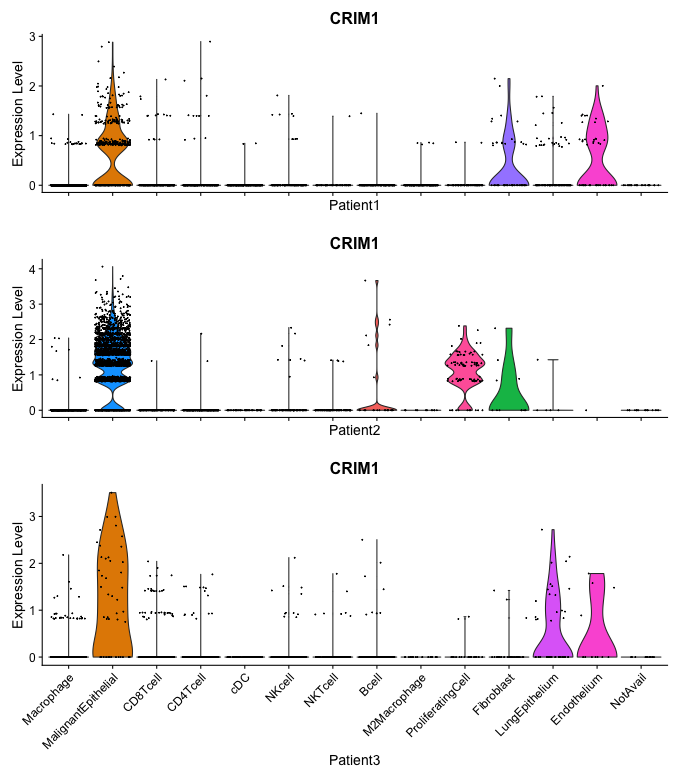 CRIM1
Expression Level
3
2
1
0
Patient1
CRIM1
Expression Level
4
3
2
1
0
Patient2
CRIM1
Expression Level
3
2
1
0
Macrophage
MalignantEpithelial
CD8Tcell
CD4Tcell
cDC
NKcell
NKTcell
Bcell
M2Macrophage
ProliferatingCell
Fibroblast
LungEpithelium
Endothelium
NotAvail
Patient3